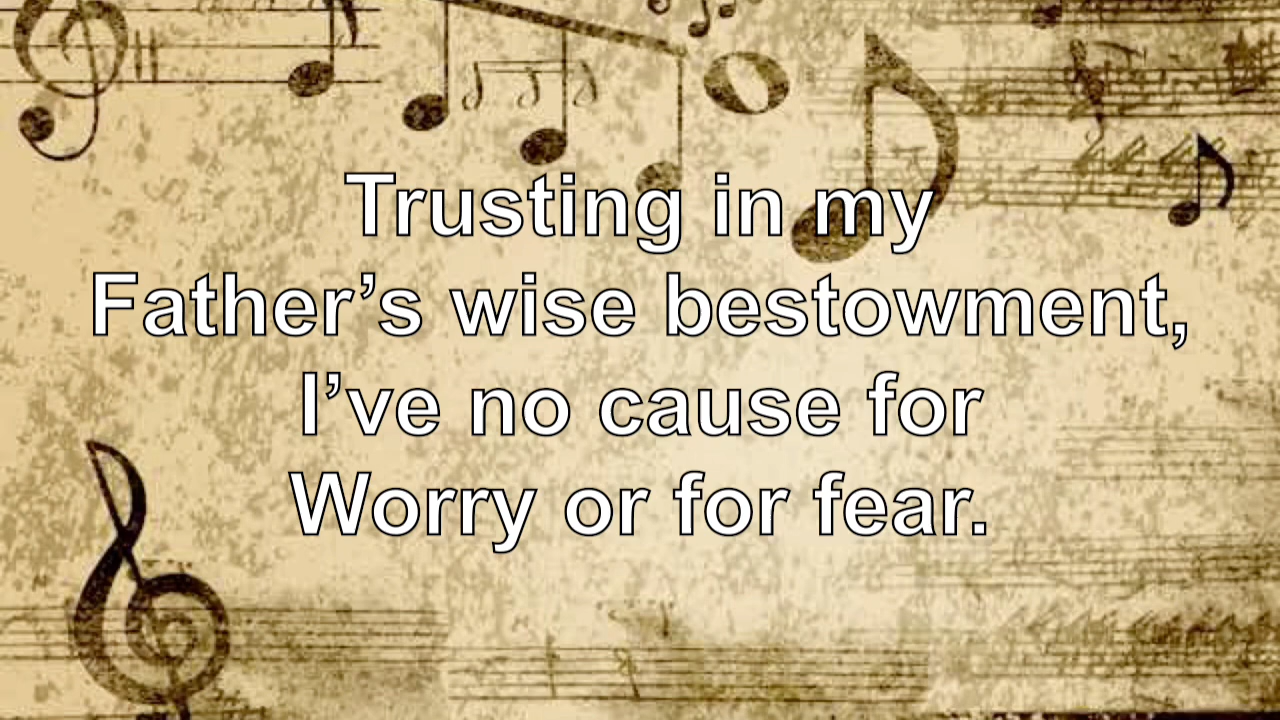 Trusting in my
Father’s wise bestowment,
I’ve no cause for
Worry or for fear.